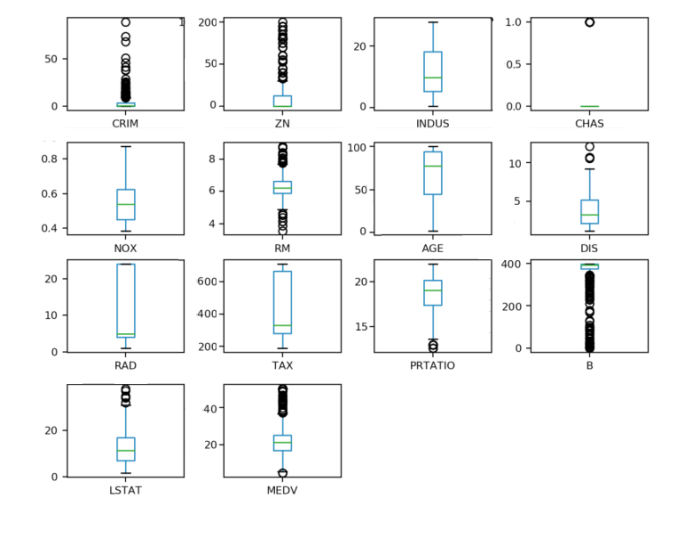 1 200
50 50 20 1.0
0.5
0 0 0 0.0
CRIM ZN INDUS CHAS
0.8 8 100 10
0.6 6 50 5
0.4 4 0
NOX RM AGE DIS
20 600 20 400
10 400 200
0 200 15 0
RAD TAX PRTATIO B
20 40
0 20
LSTAT MEDV